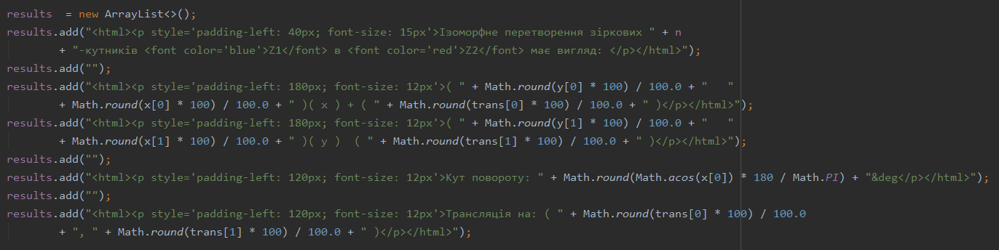 results  = new ArrayList<>();
results.add("<html><p style='padding-left: 40px; font-size: 15px'>Ізоморфне перетворення зіркових " + n
+ "-кутників <font color='blue'>Z1</font> в <font color='red'>Z2</font> має вигляд: </p></html>");
results.add("");
results.add("<html><p style='padding-left: 180px; font-size: 12px'>( " + Math.round(y[0] * 100) / 100.0 + "   "
+ Math.round(x[0] * 100) / 100.0 + " )( x ) + ( " + Math.round(trans[0] * 100) / 100.0 + " )</p></html>");
results.add("<html><p style='padding-left: 180px; font-size: 12px'>( " + Math.round(y[1] * 100) / 100.0 + "   "
+ Math.round(x[1] * 100) / 100.0 + " )( y )  ( " + Math.round(trans[1] * 100) / 100.0 + " )</p></html>");
results.add("");
results.add("<html><p style='padding-left: 120px; font-size: 12px'>Кут повороту: " + Math.round(Math.acos(x[0]) * 180 / Math.PI) + "&deg</p></html>");
results.add("");
results.add("<html><p style='padding-left: 120px; font-size: 12px'>Трансляція на: ( " + Math.round(trans[0] * 100) / 100.0
+ ", " + Math.round(trans[1] * 100) / 100.0 + " )</p></html>");